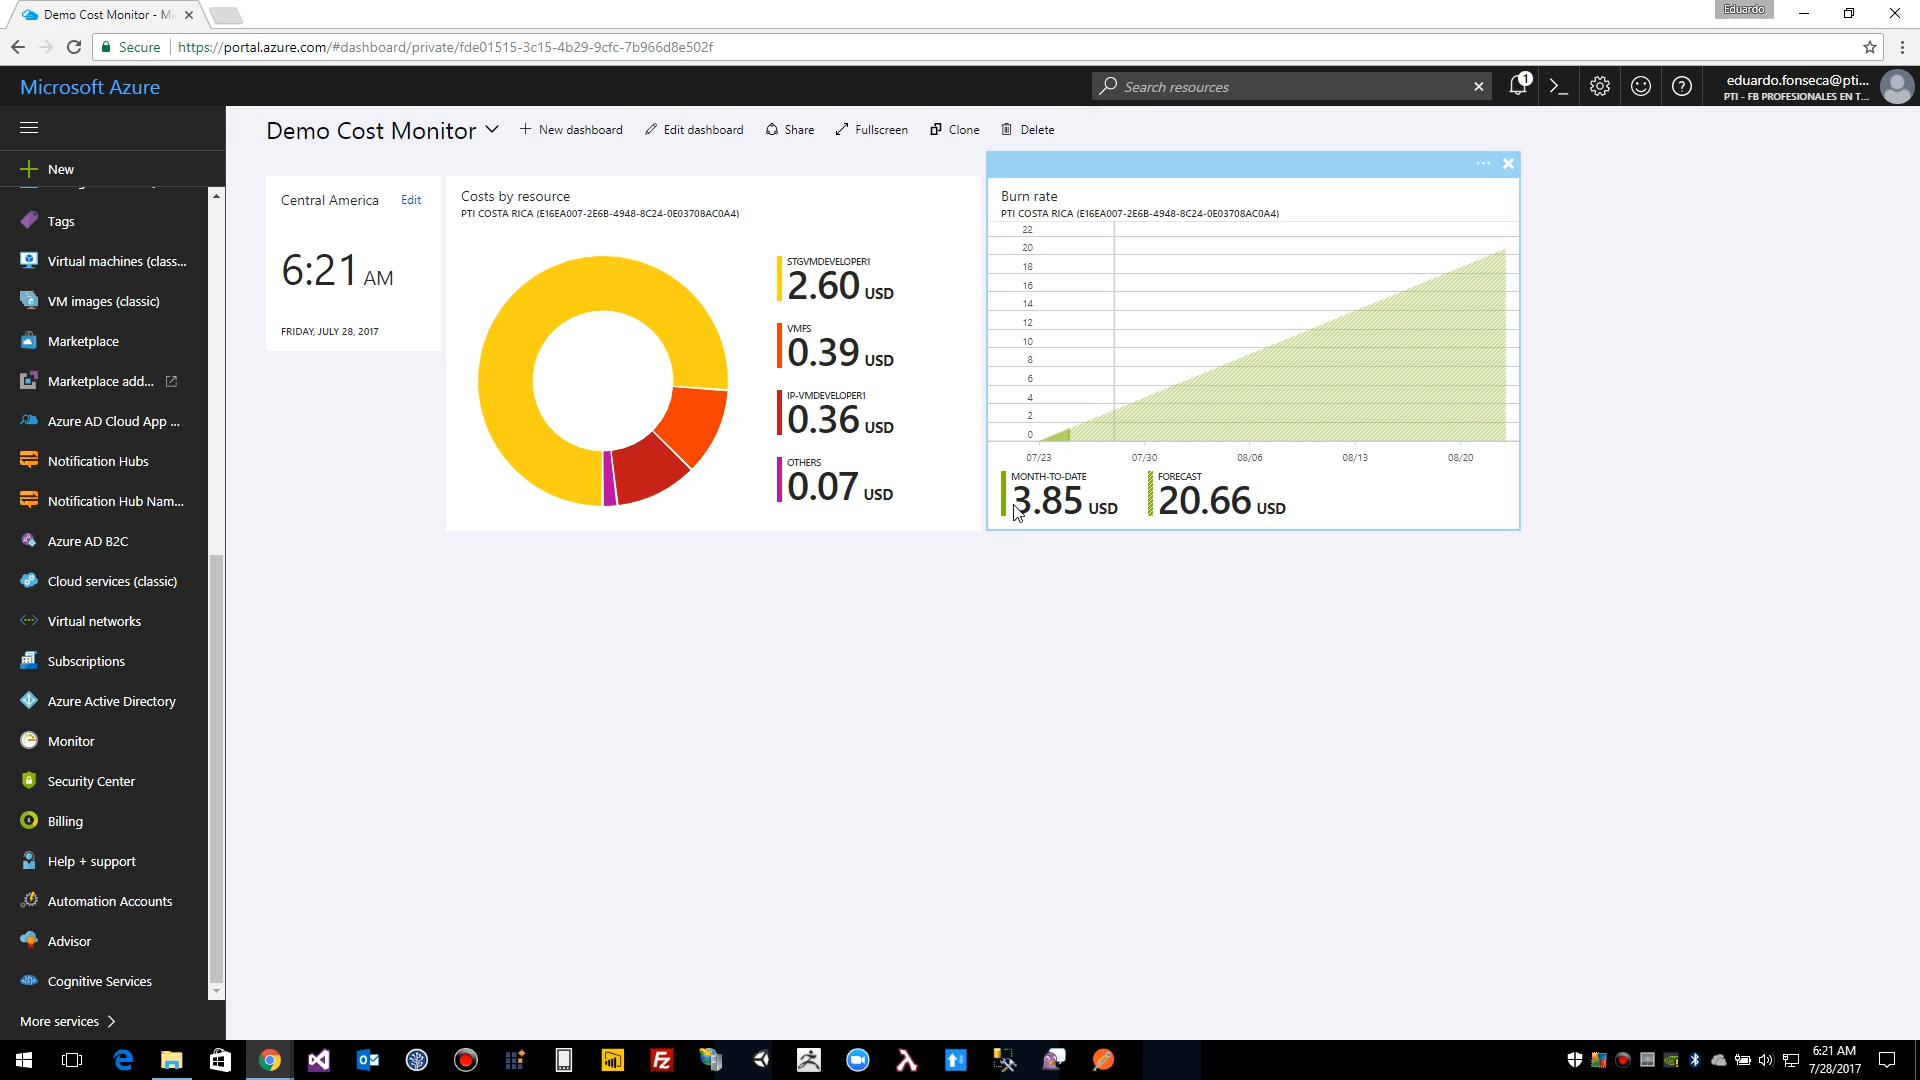 Demo Cost Monitor - Mi
Eduardo
Secure
https://portal.azure.com/#dashboard/private/fde01515-3c15-4b29-9cfc-7b966d8e502f
Microsoft Azure
Search resources
1
eduardo.fonseca@pti...
PTI - FB PROFESIONALES EN T...
New
Tags
Virtual machines (class...
VM images (classic)
Marketplace
Marketplace add...
Azure AD Cloud App ...
Notification Hubs
Notification Hub Nam...
Azure AD B2C
Cloud services (classic)
Virtual networks
Subscriptions
Azure Active Directory
Monitor
Security Center
Billing
Help + support
Automation Accounts
Advisor
Cognitive Services
More services
Demo Cost Monitor
New dashboard
Edit dashboard
Share
Fullscreen
Clone
Delete
Central America
Edit
6:21 AM
FRIDAY, JULY 28, 2017
Costs by resource
PTI COSTA RICA (E16EA007-2E6B-4948-8C24-0E03708AC0A4)
STGVMDEVELOPER1
2.60 USD
VMFS
0.39 USD
IP-VMDEVELOPER1
0.36 USD
OTHERS
0.07 USD
Burn rate
PTI COSTA RICA (E16EA007-2E6B-4948-8C24-0E03708AC0A4)
22
20
18
16
14
12
10
8
6
4
2
0
07/23
07/30
08/06
08/13
08/20
MONTH-TO-DATE
3.85 USD
FORECAST
20.66 USD
6:21 AM
7/28/2017